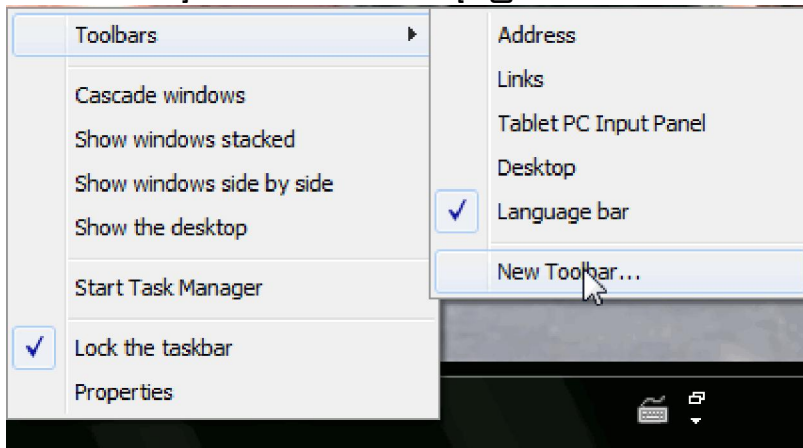 Toolbars
Cascade windows
Show windows stacked
Show windows side by side
Show the desktop
Start Task Manager
Lock the taskbar
Properties
Address
Links
Tablet PC Input Panel
Desktop
Language bar
New Toolbar...